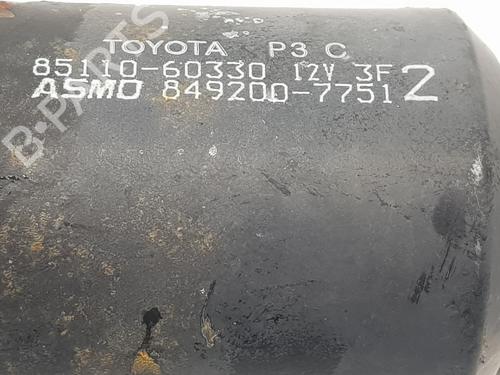 TOYOTA P3 C
85110-60330 12V 3F
ASMO 849200-7751 2
B-PARTS